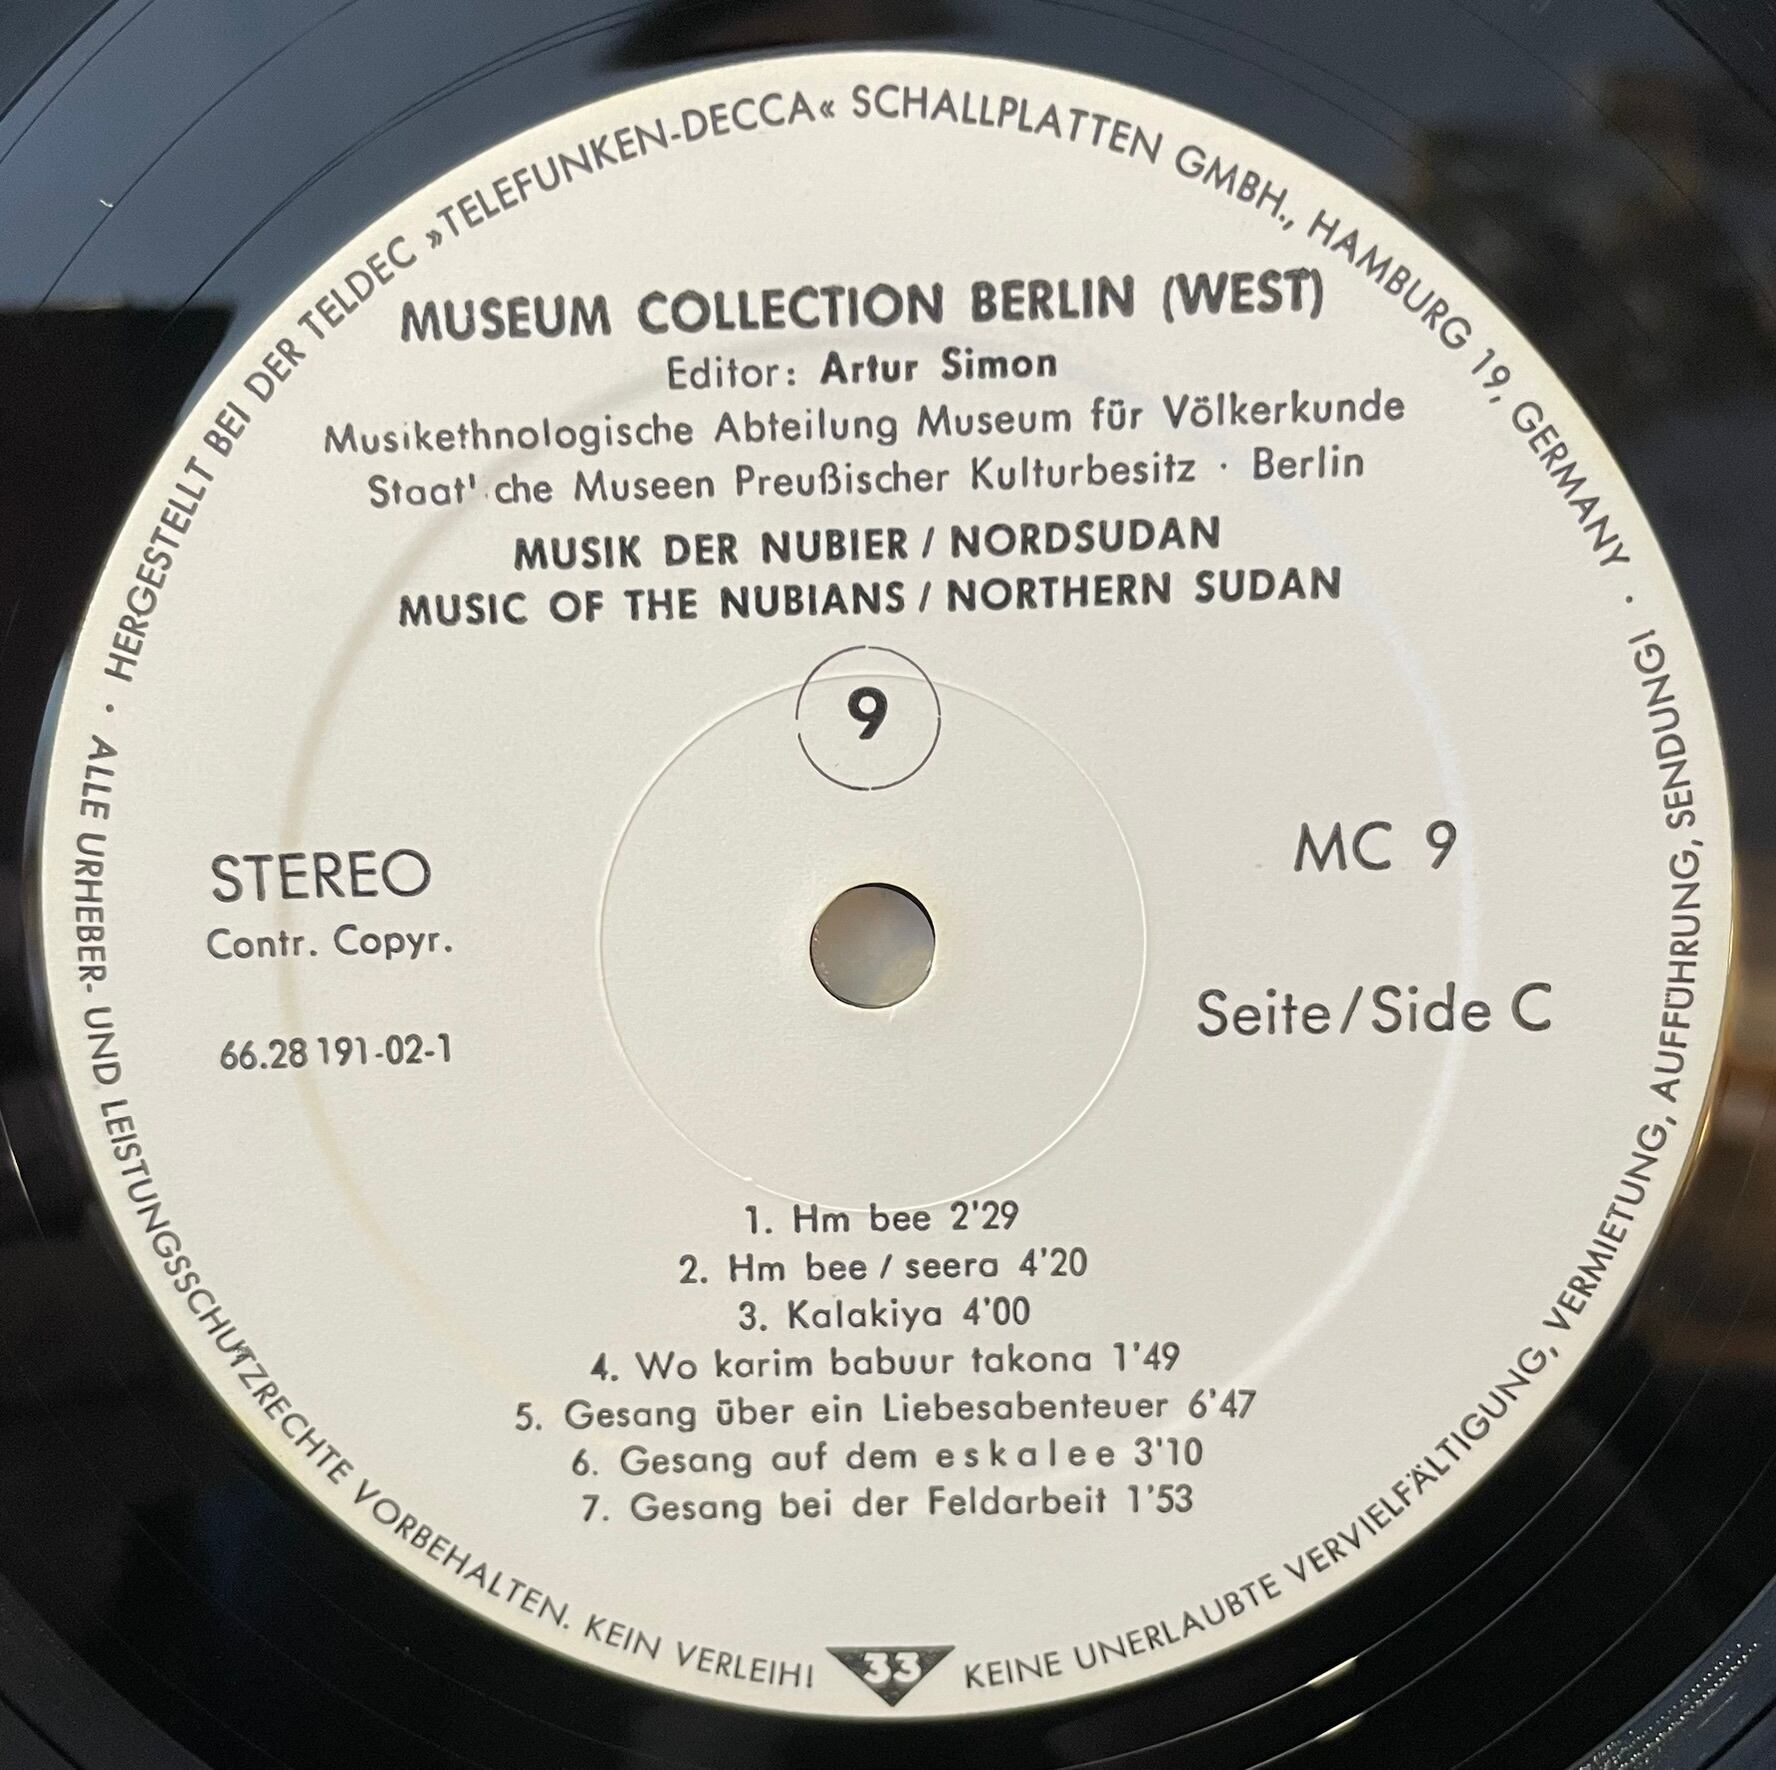 HERGESTELLT BEI DER TELDEC »TELEFUNKEN-DECCA« SCHALLPLATTEN GMBH., HAMBURG 19, GERMANY ·
MUSEUM COLLECTION BERLIN (WEST)
Editor: Artur Simon
Musikethnologische Abteilung Museum für Völkerkunde
Staat' che Museen Preußischer Kulturbesitz · Berlin
MUSIK DER NUBIER / NORDSUDAN
MUSIC OF THE NUBIANS / NORTHERN SUDAN
9
STEREO
Contr. Copyr.
66.28 191-02-1
MC 9
Seite/Side C
1. Hm bee 2'29
2. Hm bee / seera 4'20
3. Kalakiya 4'00
4. Wo karim babuur takona 1'49
5. Gesang über ein Liebesabenteuer 6'47
6. Gesang auf dem eskalee 3'10
7. Gesang bei der Feldarbeit 1'53
· ALLE URHEBER- UND LEISTUNGSSCHUTZRECHTE VORBEHALTEN. KEIN VERLEIH!
33
KEINE UNERLAUBTE VERVIELFÄLTIGUNG, VERMIETUNG, AUFFÜHRUNG, SENDUNG!